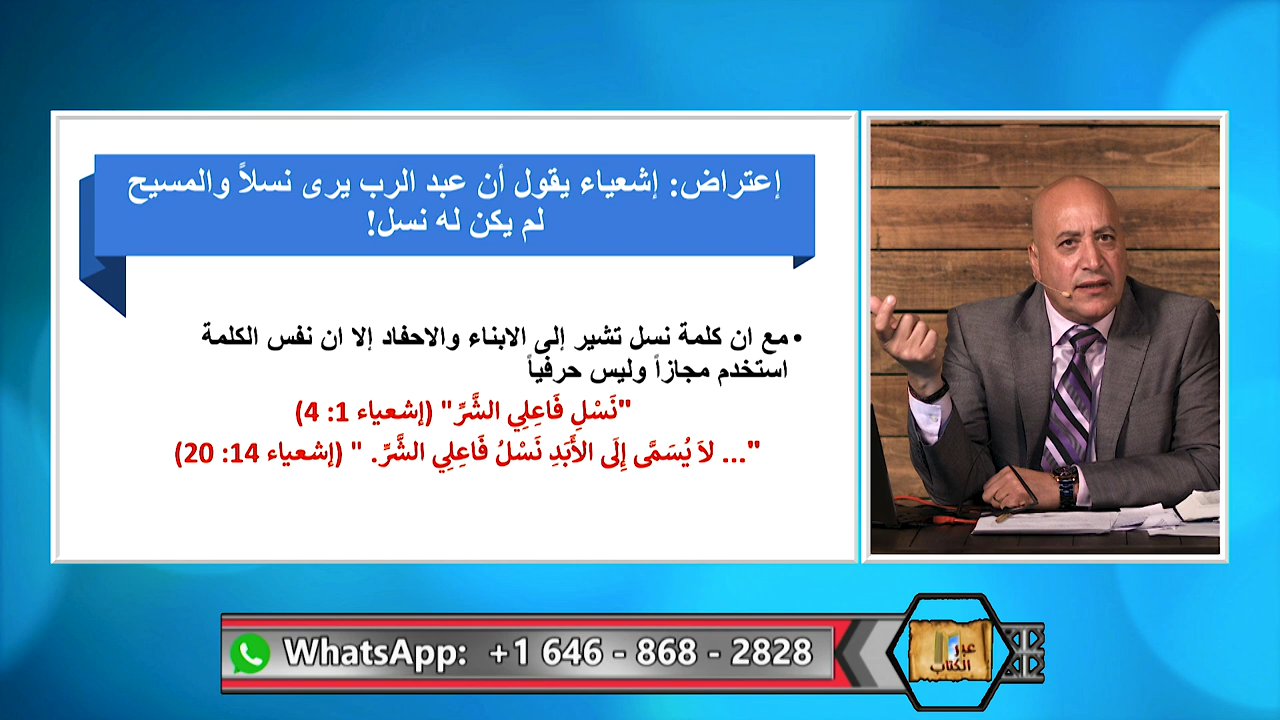 إعتراض: إشعياء يقول أن عبد الرب يرى نسلاً والمسيح
لم يكن له نسل!
•مع ان كلمة نسل تشير إلى الابناء والاحفاد إلا ان نفس الكلمة
استخدم مجازاً وليس حرفياً
"نَسْلِ فَاعِلِي الشَّرِّ" (إشعياء 1: 4)
"... لاَ يُسَمَّى إِلَى الأَبَدِ نَسْلُ فَاعِلِي الشَّرِّ. " (إشعياء 14: 20)
WhatsApp: +1 646 - 868 - 2828
عبر
الكتاب